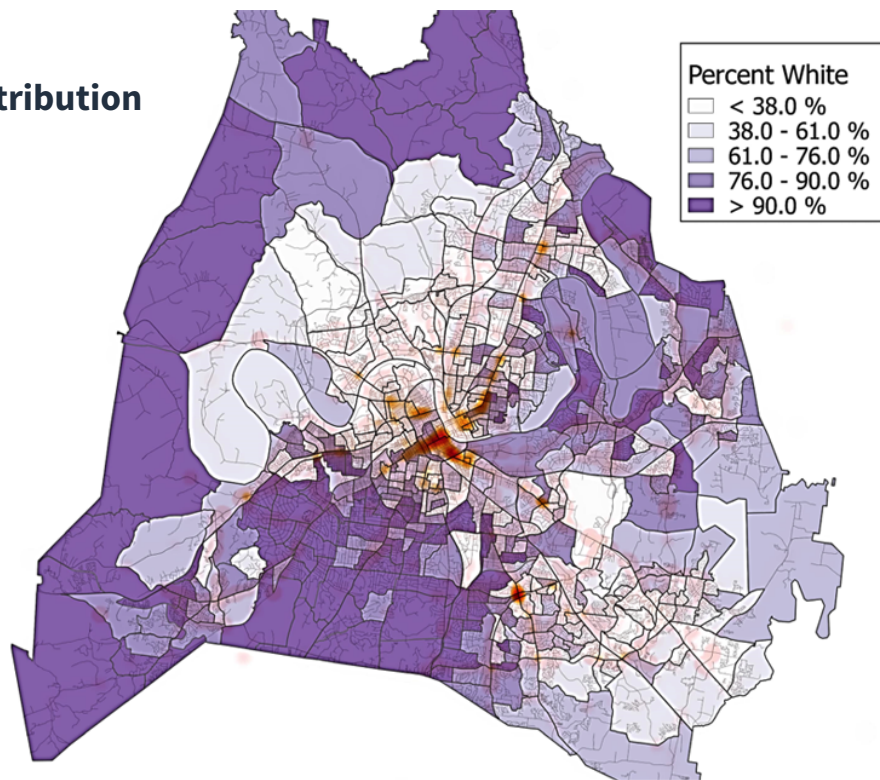 tribution
Percent White
< 38.0 %
38.0 - 61.0 %
61.0 - 76.0 %
76.0 - 90.0 %
> 90.0 %